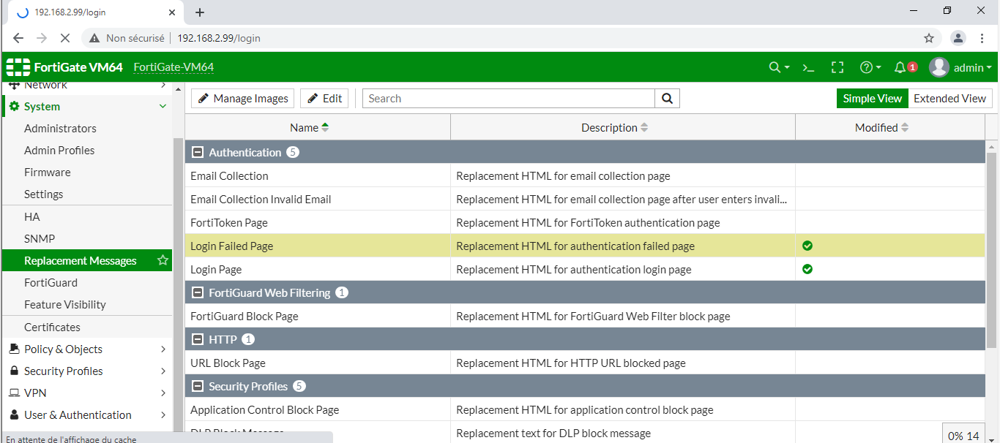 192.168.2.99/login
Non sécurisé 192.168.2.99/login
FortiGate VM64 FortiGate-VM64 1 admin
Network
System
Administrators
Admin Profiles
Firmware
Settings
HA
SNMP
Replacement Messages
FortiGuard
Feature Visibility
Certificates
Policy & Objects
Security Profiles
VPN
User & Authentication
En attente de l'affichage du cache
Manage Images Edit Search Simple View Extended View
Name Description Modified
Authentication 5
Email Collection Replacement HTML for email collection page
Email Collection Invalid Email Replacement HTML for email collection page after user enters invali...
FortiToken Page Replacement HTML for FortiToken authentication page
Login Failed Page Replacement HTML for authentication failed page
Login Page Replacement HTML for authentication login page
FortiGuard Web Filtering 1
FortiGuard Block Page Replacement HTML for FortiGuard Web Filter block page
HTTP 1
URL Block Page Replacement HTML for HTTP URL blocked page
Security Profiles 5
Application Control Block Page Replacement HTML for application control block page
DLP Block Message Replacement text for DLP block message
0% 14